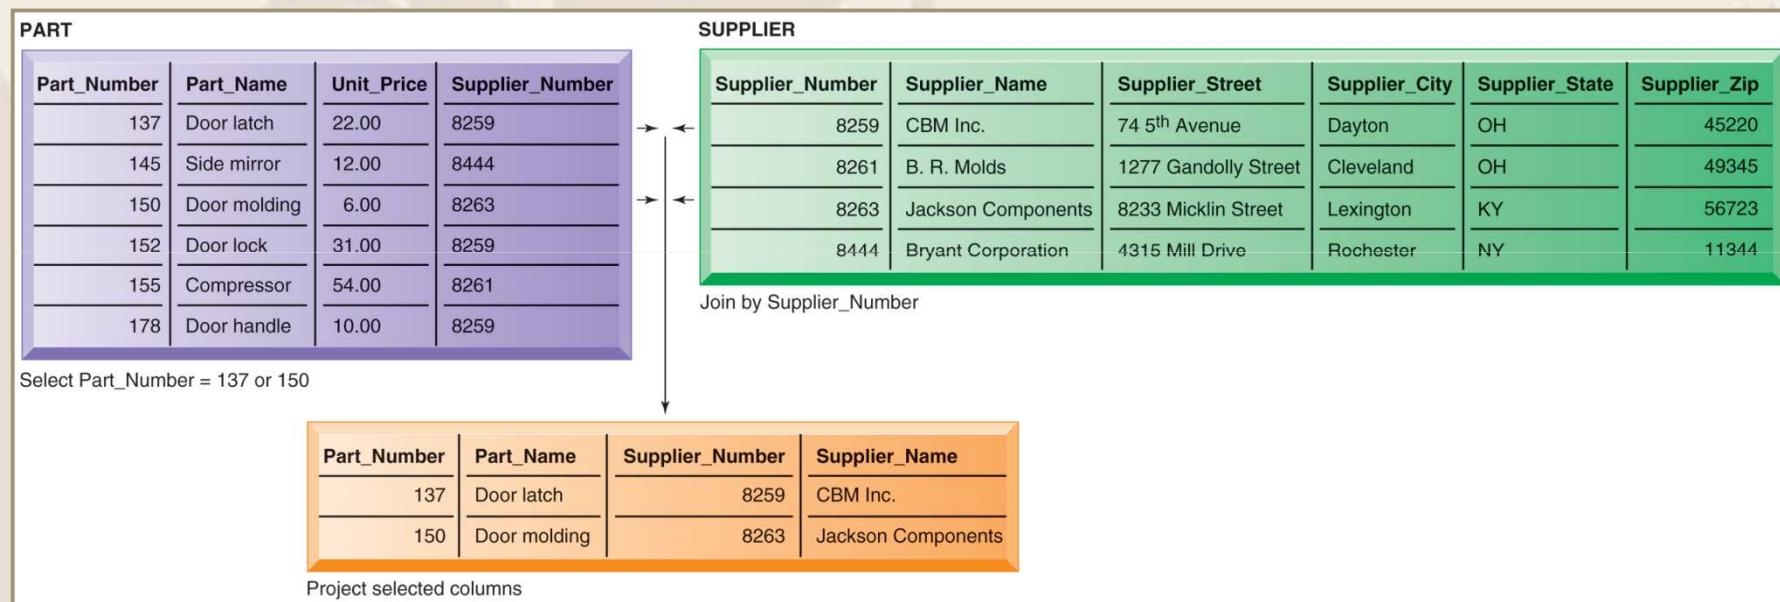 PART
Part_Number Part_Name Unit_Price Supplier_Number
137 Door latch 22.00 8259
145 Side mirror 12.00 8444
150 Door molding 6.00 8263
152 Door lock 31.00 8259
155 Compressor 54.00 8261
178 Door handle 10.00 8259
Select Part_Number = 137 or 150
SUPPLIER
Supplier_Number Supplier_Name Supplier_Street Supplier_City Supplier_State Supplier_Zip
8259 CBM Inc. 74 5th Avenue Dayton OH 45220
8261 B. R. Molds 1277 Gandolly Street Cleveland OH 49345
8263 Jackson Components 8233 Micklin Street Lexington KY 56723
8444 Bryant Corporation 4315 Mill Drive Rochester NY 11344
Join by Supplier_Number
Part_Number Part_Name Supplier_Number Supplier_Name
137 Door latch 8259 CBM Inc.
150 Door molding 8263 Jackson Components
Project selected columns